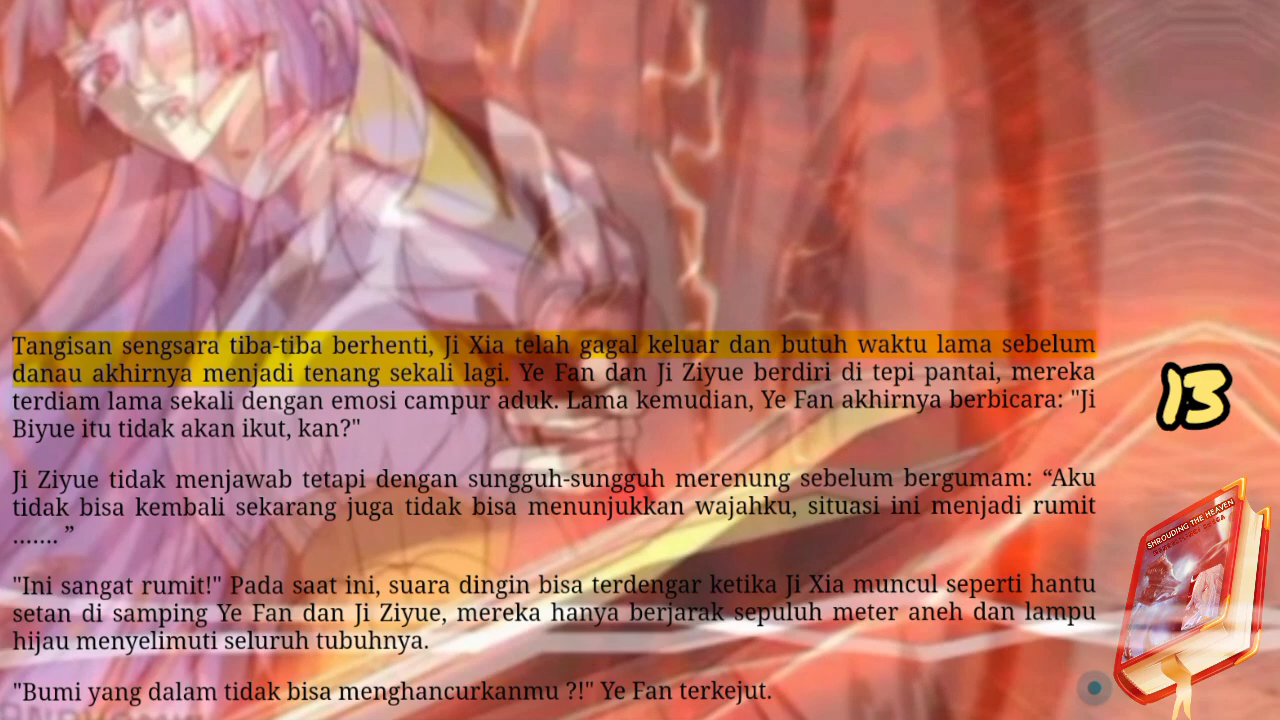 Tangisan sengsara tiba-tiba berhenti, Ji Xia telah gagal keluar dan butuh waktu lama sebelum
danau akhirnya menjadi tenang sekali lagi. Ye Fan dan Ji Ziyue berdiri di tepi pantai, mereka
terdiam lama sekali dengan emosi campur aduk. Lama kemudian, Ye Fan akhirnya berbicara: "Ji
Biyue itu tidak akan ikut, kan?"
Ji Ziyue tidak menjawab tetapi dengan sungguh-sungguh merenung sebelum bergumam: “Aku
tidak bisa kembali sekarang juga tidak bisa menunjukkan wajahku, situasi ini menjadi rumit
……. ”
"Ini sangat rumit!" Pada saat ini, suara dingin bisa terdengar ketika Ji Xia muncul seperti hantu
setan di samping Ye Fan dan Ji Ziyue, mereka hanya berjarak sepuluh meter aneh dan lampu
hijau menyelimuti seluruh tubuhnya.
"Bumi yang dalam tidak bisa menghancurkanmu ?!" Ye Fan terkejut.
13
SHROUDING THE HEAVEN